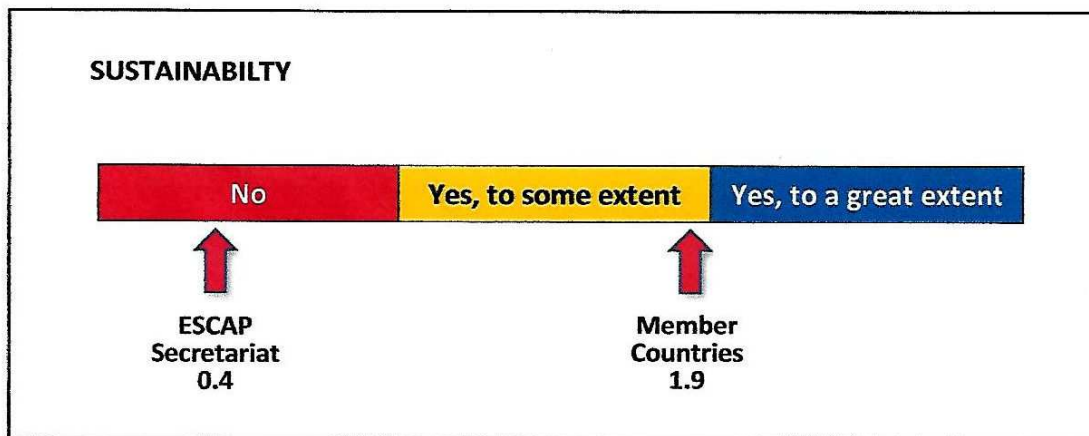 SUSTAINABILTY
No
Yes, to some extent
Yes, to a great extent
ESCAP
Secretariat
0.4
Member
Countries
1.9